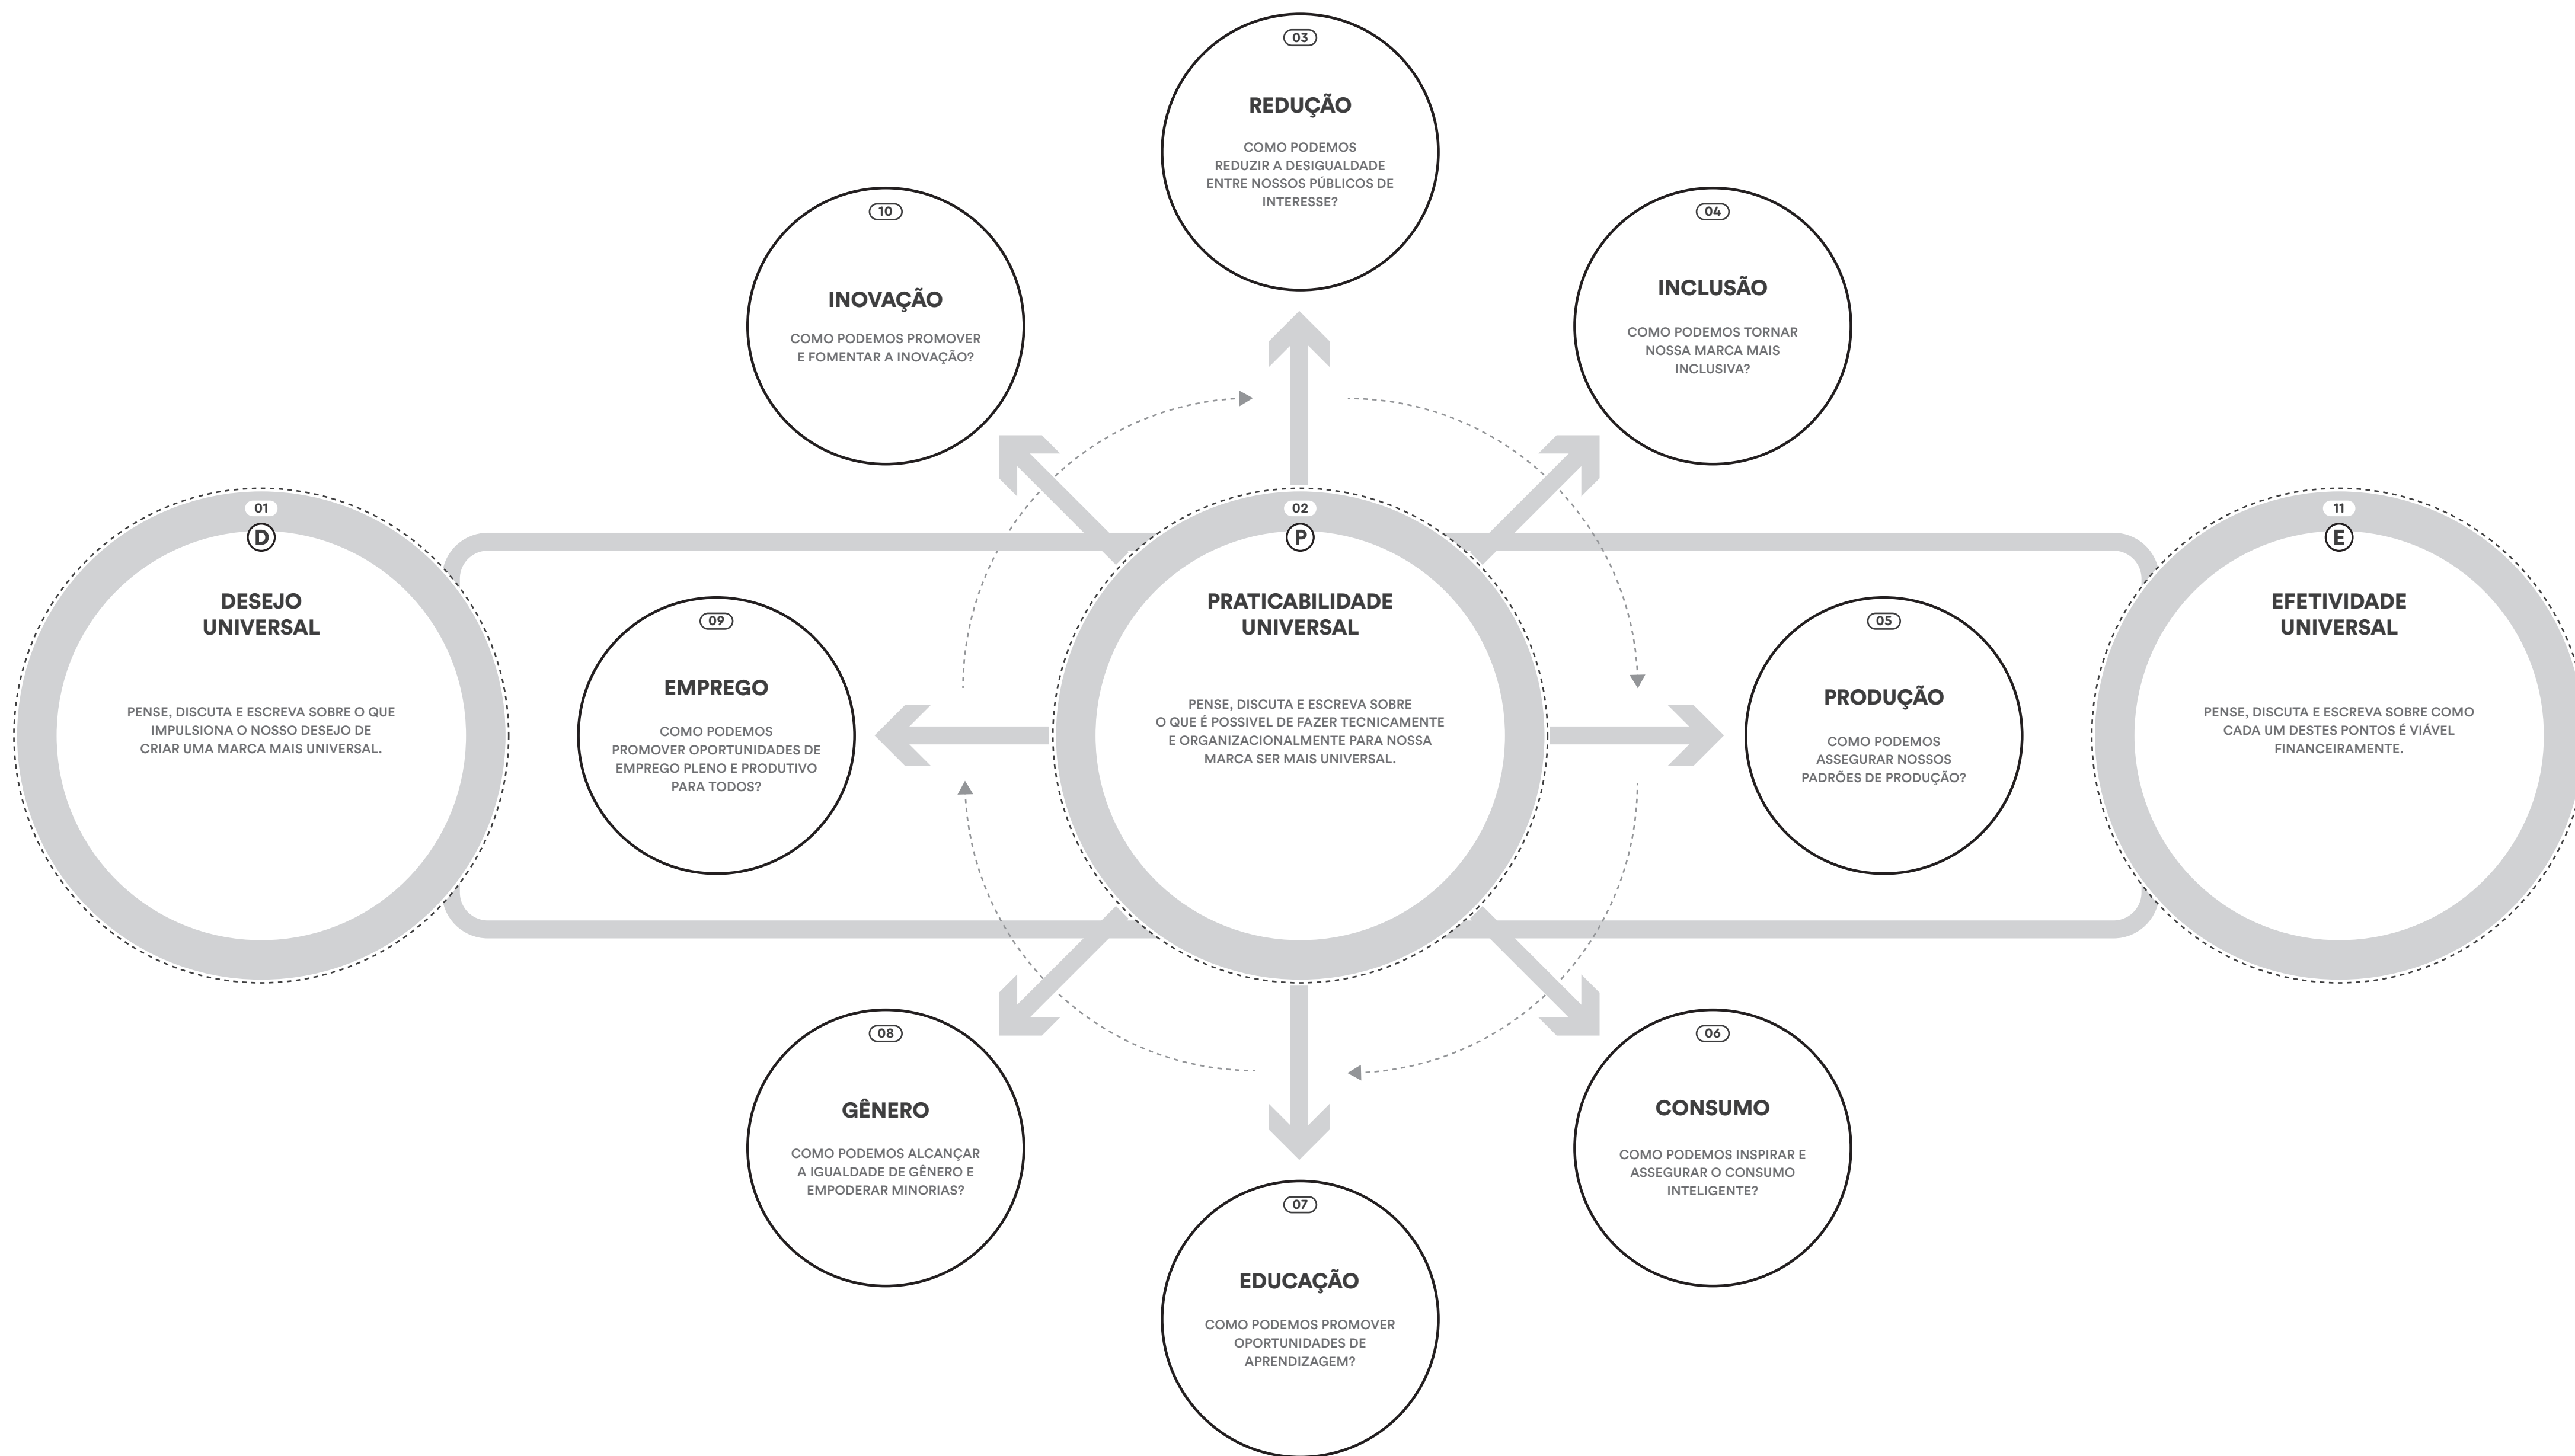 01
D
DESEJO
UNIVERSAL
PENSE, DISCUTA E ESCREVA SOBRE O QUE
IMPULSIONA O NOSSO DESEJO DE
CRIAR UMA MARCA MAIS UNIVERSAL.
02
P
PRATICABILIDADE
UNIVERSAL
PENSE, DISCUTA E ESCREVA SOBRE
O QUE É POSSIVEL DE FAZER TECNICAMENTE
E ORGANIZACIONALMENTE PARA NOSSA
MARCA SER MAIS UNIVERSAL.
03
REDUÇÃO
COMO PODEMOS
REDUZIR A DESIGUALDADE
ENTRE NOSSOS PÚBLICOS DE
INTERESSE?
04
INCLUSÃO
COMO PODEMOS TORNAR
NOSSA MARCA MAIS
INCLUSIVA?
05
PRODUÇÃO
COMO PODEMOS
ASSEGURAR NOSSOS
PADRÕES DE PRODUÇÃO?
06
CONSUMO
COMO PODEMOS INSPIRAR E
ASSEGURAR O CONSUMO
INTELIGENTE?
07
EDUCAÇÃO
COMO PODEMOS PROMOVER
OPORTUNIDADES DE
APRENDIZAGEM?
08
GÊNERO
COMO PODEMOS ALCANÇAR
A IGUALDADE DE GÊNERO E
EMPODERAR MINORIAS?
09
EMPREGO
COMO PODEMOS
PROMOVER OPORTUNIDADES DE
EMPREGO PLENO E PRODUTIVO
PARA TODOS?
10
INOVAÇÃO
COMO PODEMOS PROMOVER
E FOMENTAR A INOVAÇÃO?
11
E
EFETIVIDADE
UNIVERSAL
PENSE, DISCUTA E ESCREVA SOBRE COMO
CADA UM DESTES PONTOS É VIÁVEL
FINANCEIRAMENTE.